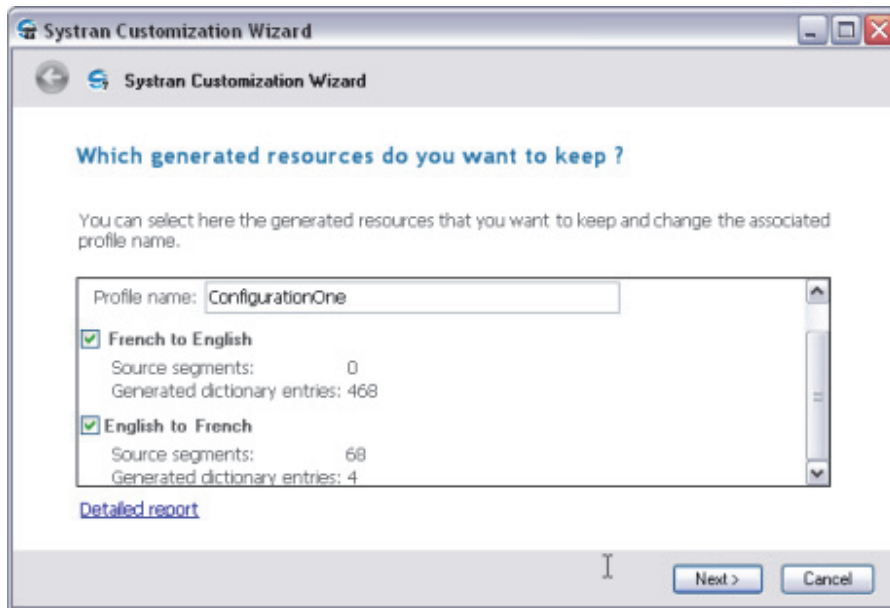 Systran Customization Wizard
Systran Customization Wizard
Which generated resources do you want to keep ?
You can select here the generated resources that you want to keep and change the associated
profile name.
Profile name: ConfigurationOne
French to English
Source segments: 0
Generated dictionary entries: 468
English to French
Source segments: 68
Generated dictionary entries: 4
Detailed report
Next > Cancel